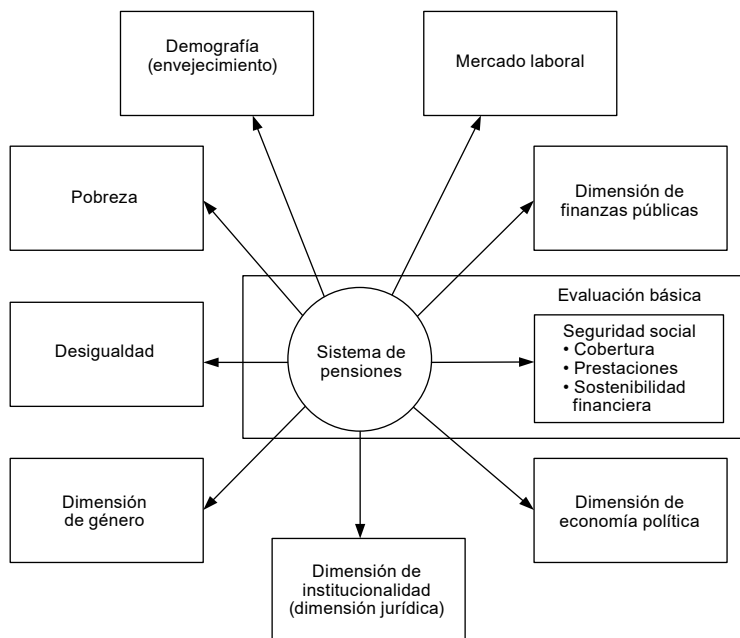 Demografía
(envejecimiento)
Mercado laboral
Pobreza
Dimensión de
finanzas públicas
Evaluación básica
Desigualdad
Sistema de
pensiones
Seguridad social
• Cobertura
• Prestaciones
• Sostenibilidad
financiera
Dimensión
de género
Dimensión de
economía política
Dimensión de
institucionalidad
(dimensión jurídica)